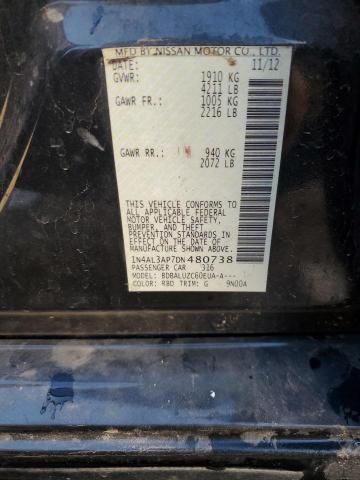 MFD BY NISSAN MOTOR CO., LTD.
DATE: 11/12
GVWR: 1910 KG
4211 LB
GAWR FR.: 1005 KG
2216 LB
GAWR RR.: 940 KG
2072 LB
THIS VEHICLE CONFORMS TO
ALL APPLICABLE FEDERAL
MOTOR VEHICLE SAFETY,
BUMPER, AND THEFT
PREVENTION STANDARDS
IN EFFECT ON THE DATE OF
MANUFACTURE SHOWN ABOVE.
1N4AL3AP7DN480738
PASSENGER CAR 316
MODEL: BDBALUZC60EUA-A---
COLOR: RBD TRIM: G 9N00A